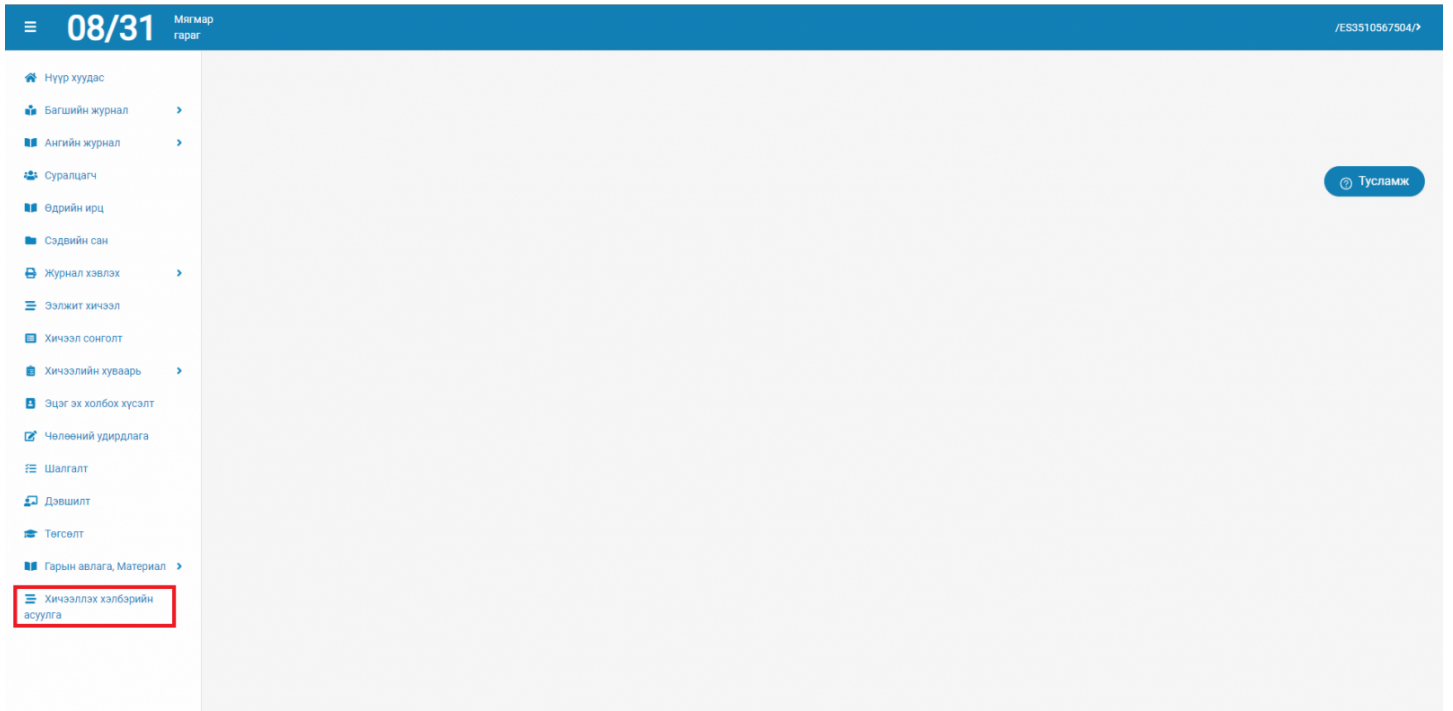 08/31
Мягмар
гараг
/ES3510567504/
Нүүр хуудас
Багшийн журнал
Ангийн журнал
Суралцагч
Тусламж
Өдрийн ирц
Сэдвийн сан
Журнал хэвлэх
Ээлжит хичээл
Хичээл сонголт
Хичээлийн хуваарь
Эцэг эх холбох хүсэлт
Чөлөөний удирдлага
Шалгалт
Дэвшилт
Төгсөлт
Гарын авлага, Материал
Хичээллэх хэлбэрийн
асуулга